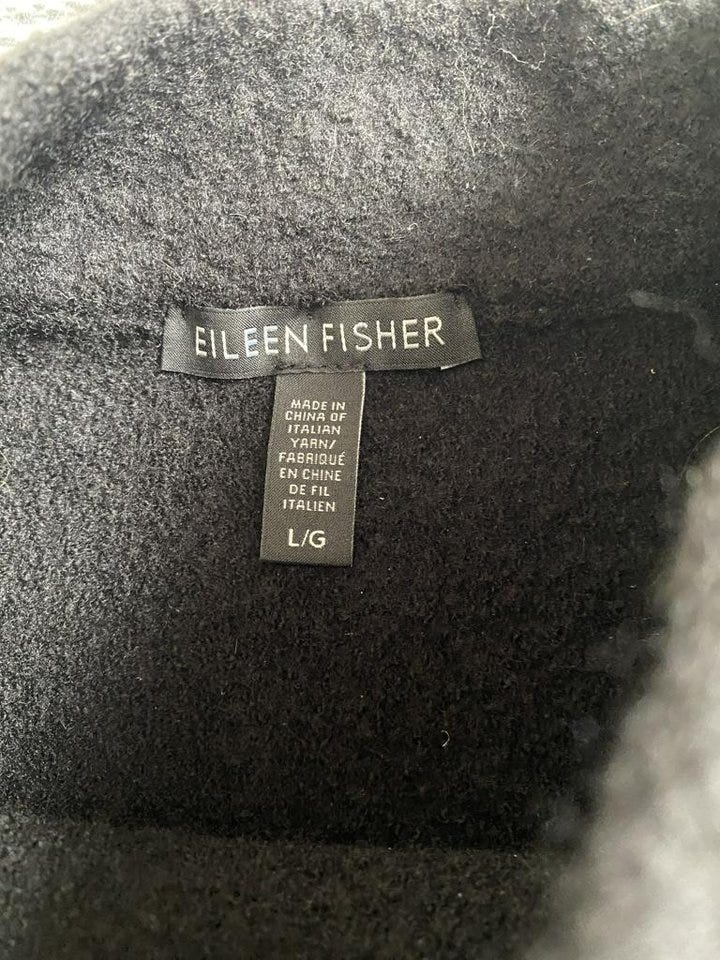 EILEEN FISHER
MADE IN
CHINA OF
ITALIAN
YARN/
FABRIQUÉ
EN CHINE
DE FIL
ITALIEN
L/G